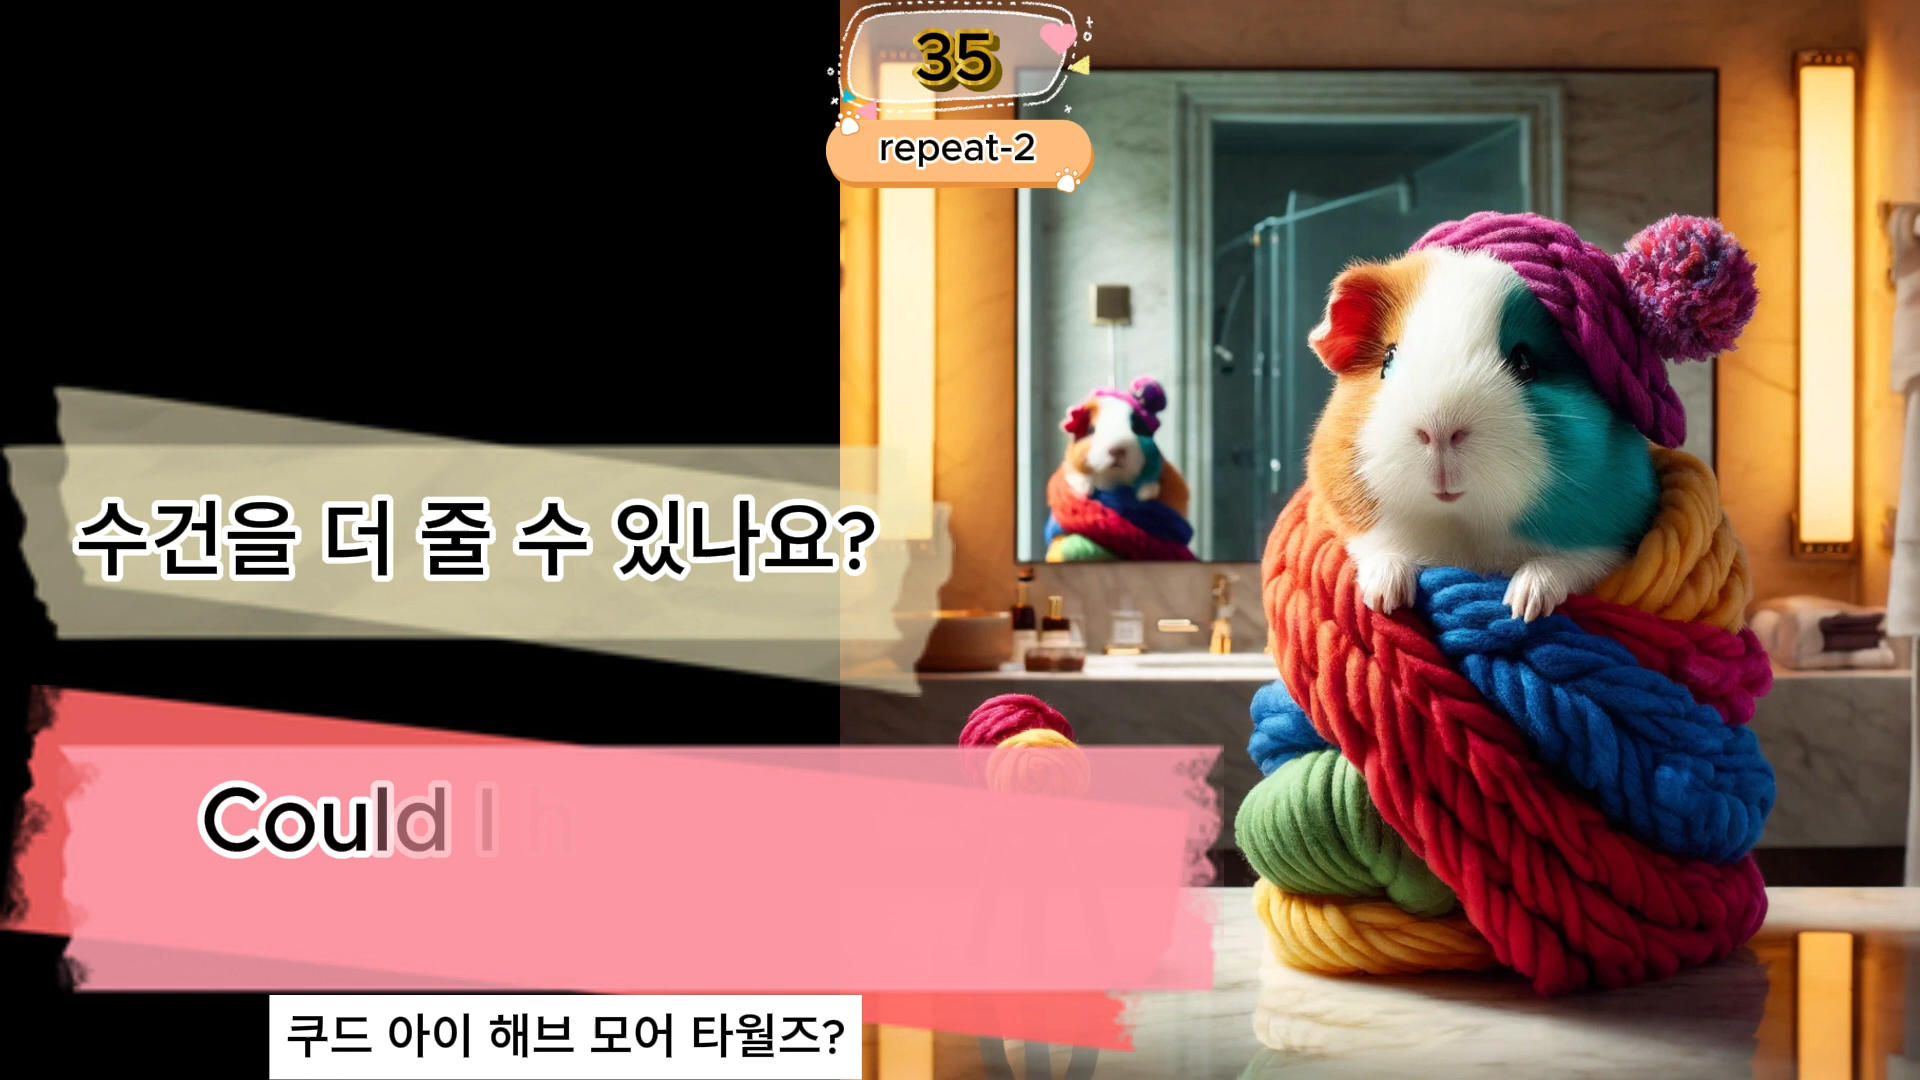 35
repeat-2
수건을 더 줄 수 있나요?
Could I h
쿠드 아이 해브 모어 타월즈?